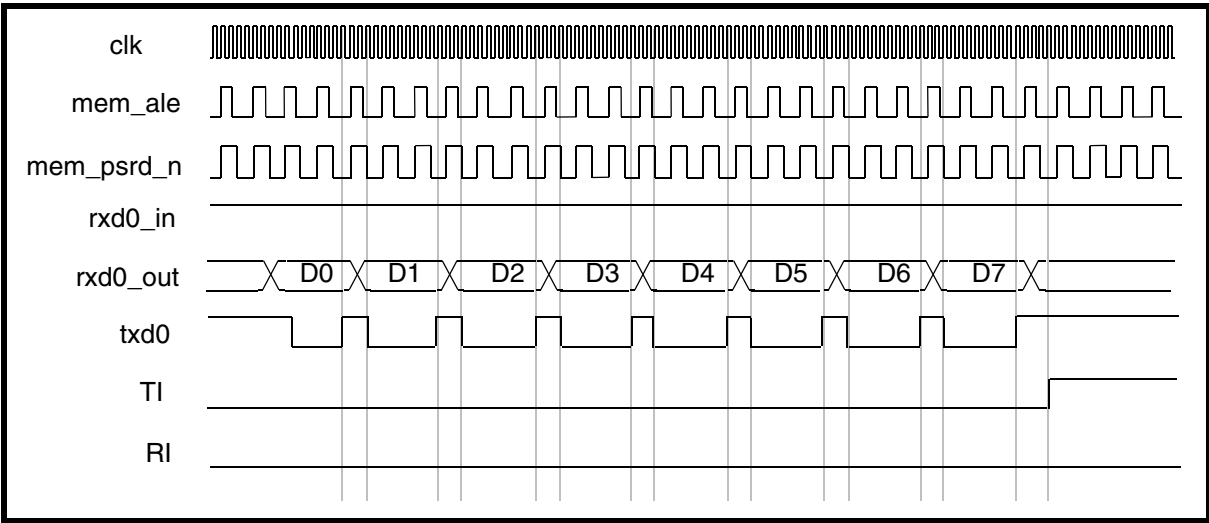 clk
mem_ale
mem_psrd_n
rxd0_in
rxd0_out D0 D1 D2 D3 D4 D5 D6 D7
txd0
TI
RI